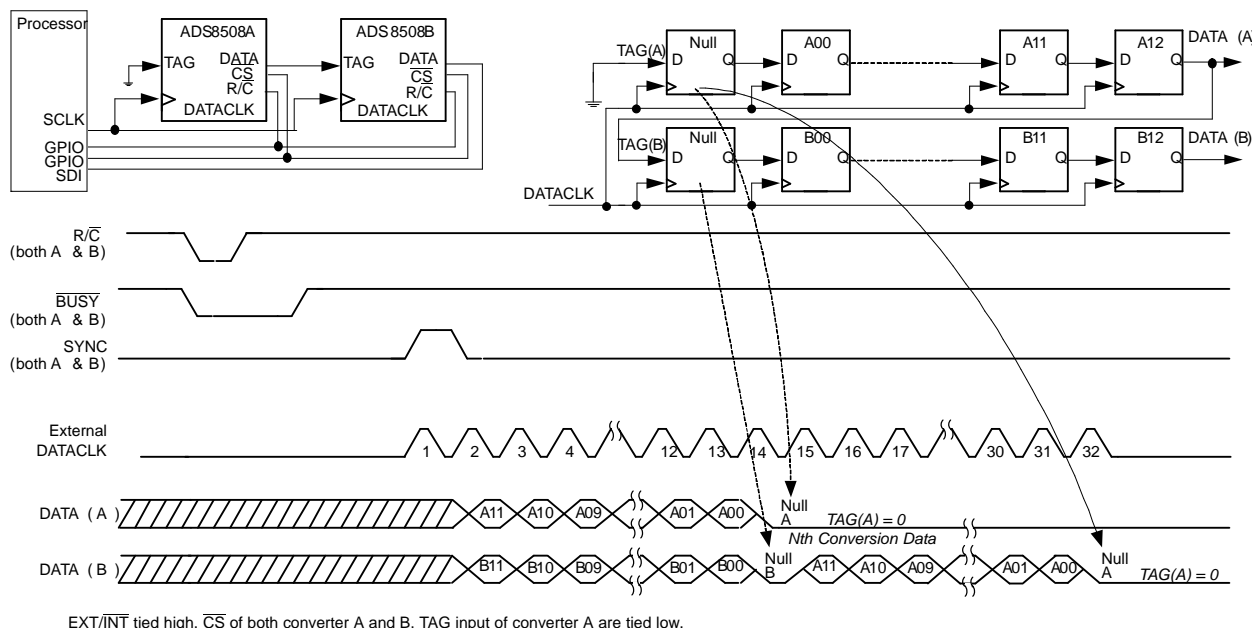 Processor
ADS8508A
TAG
DATA
CS
R/C
DATACLK
ADS8508B
TAG
DATA
CS
R/C
DATACLK
SCLK
GPIO
GPIO
SDI
TAG(A)
Null
D
Q
A00
D
Q
A11
D
Q
A12
D
Q
DATA (A)
TAG(B)
Null
D
Q
B00
D
Q
B11
D
Q
B12
D
Q
DATA (B)
DATACLK
R/C
(both A & B)
BUSY
(both A & B)
SYNC
(both A & B)
External
DATACLK
1 2 3 4 12 13 14 15 16 17 30 31 32
DATA ( A )
A11 A10 A09 A01 A00
Null
A
TAG(A) = 0
Nth Conversion Data
DATA ( B )
B11 B10 B09 B01 B00
Null
B
A11 A10 A09 A01 A00
Null
A
TAG(A) = 0
EXT/INT tied high, CS of both converter A and B, TAG input of converter A are tied low.